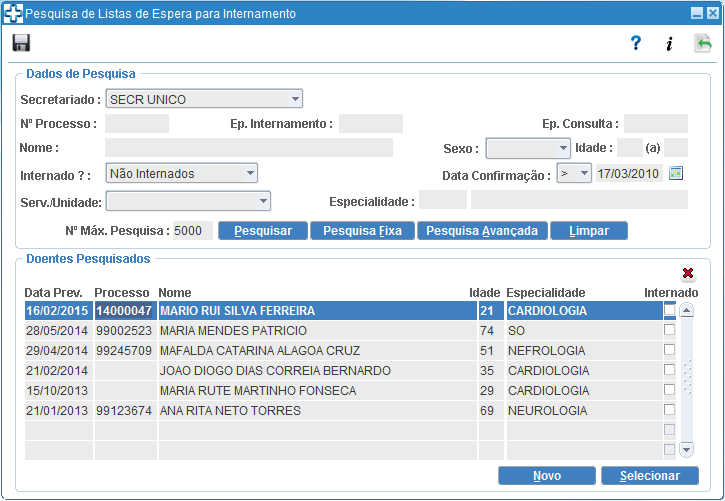 Pesquisa de Listas de Espera para Internamento
? i
Dados de Pesquisa
Secretariado : SECR UNICO
Nº Processo : Ep. Internamento : Ep. Consulta :
Nome : Sexo : Idade : (a)
Internado ? : Não Internados Data Confirmação : > 17/03/2010
Serv./Unidade: Especialidade :
Nº Máx. Pesquisa : 5000 Pesquisar Pesquisa Fixa Pesquisa Avançada Limpar
Doentes Pesquisados
Data Prev. Processo Nome Idade Especialidade Internado
16/02/2015 14000047 MARIO RUI SILVA FERREIRA 21 CARDIOLOGIA
28/05/2014 99002523 MARIA MENDES PATRICIO 74 SO
29/04/2014 99245709 MAFALDA CATARINA ALAGOA CRUZ 51 NEFROLOGIA
21/02/2014 JOAO DIOGO DIAS CORREIA BERNARDO 35 CARDIOLOGIA
15/10/2013 MARIA RUTE MARTINHO FONSECA 29 CARDIOLOGIA
21/01/2013 99123674 ANA RITA NETO TORRES 69 NEUROLOGIA
Novo Selecionar